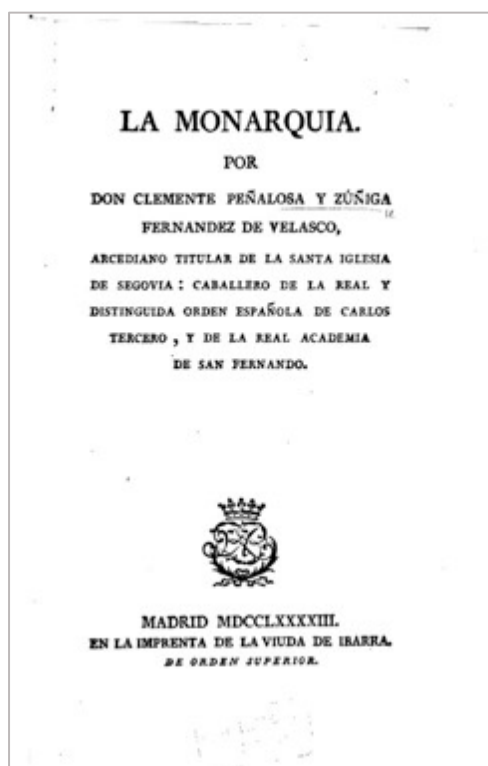 LA MONARQUIA.
POR
DON CLEMENTE PEÑALOSA Y ZÚÑIGA
FERNANDEZ DE VELASCO,
ARCEDIANO TITULAR DE LA SANTA IGLESIA
DE SEGOVIA: CABALLERO DE LA REAL Y
DISTINGUIDA ORDEN ESPAÑOLA DE CARLOS
TERCERO, Y DE LA REAL ACADEMIA
DE SAN FERNANDO.
MADRID MDCCLXXXXIII.
EN LA IMPRENTA DE LA VIUDA DE IBARRA.
DE ORDEN SUPERIOR.